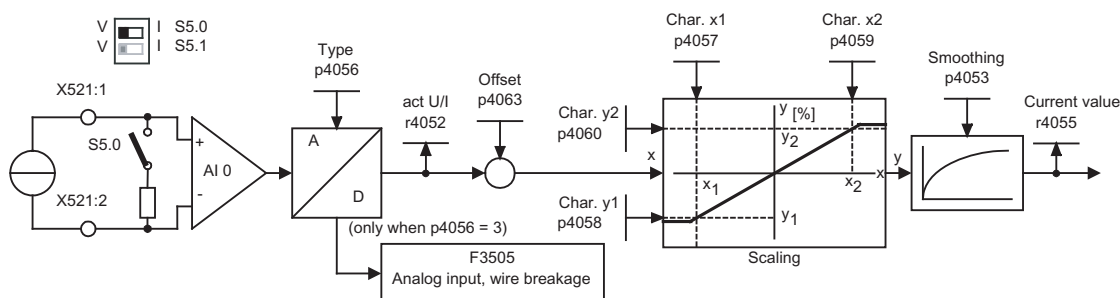 V I S5.0
V I S5.1
X521:1
S5.0
X521:2
+
AI 0
-
Type
p4056
A
D
act U/I
r4052
Offset
p4063
(only when p4056 = 3)
F3505
Analog input, wire breakage
Char. x1
p4057
Char. x2
p4059
Char. y2
p4060
x
Char. y1
p4058
y [%]
y2
x1
x2
x
y1
Scaling
y
Smoothing
p4053
Current value
r4055